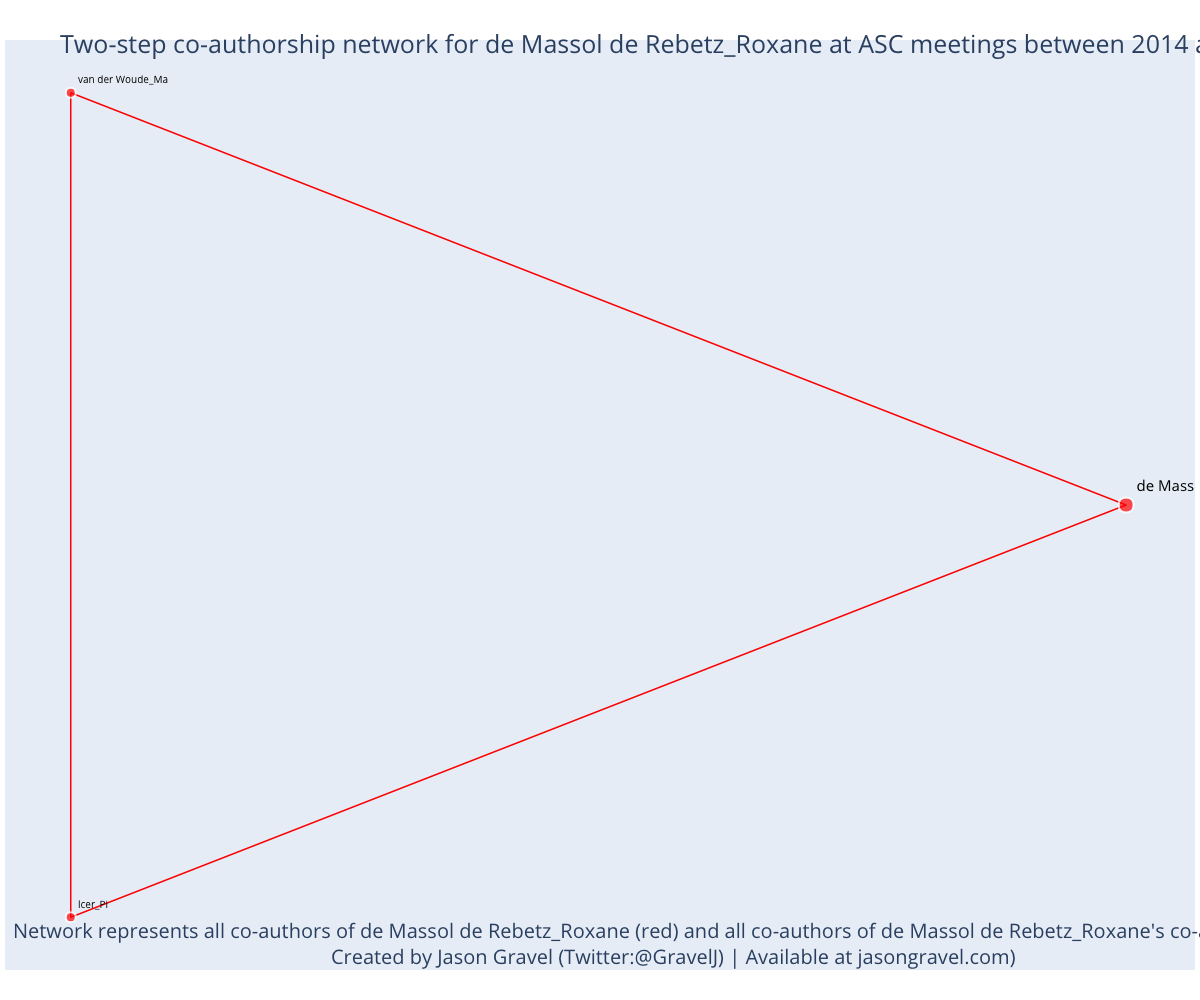 Two-step co-authorship network for de Massol de Rebetz_Roxane at ASC meetings between 2014 a
van der Woude_Ma
de Mass
Icer_Pi
Network represents all co-authors of de Massol de Rebetz_Roxane (red) and all co-authors of de Massol de Rebetz_Roxane's co-a
Created by Jason Gravel (Twitter:@GravelJ) | Available at jasongravel.com)